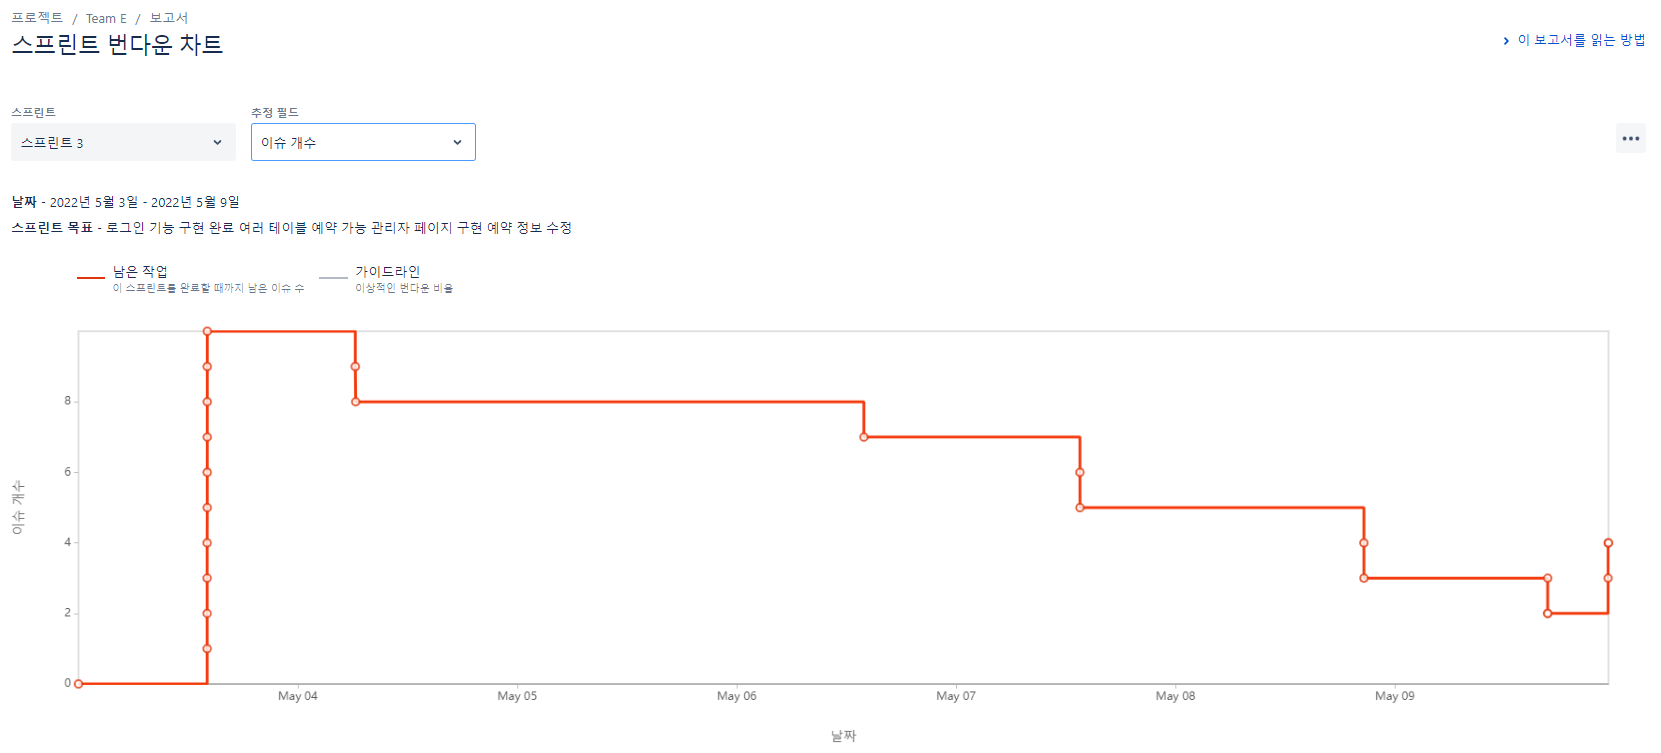 프로젝트 / Team E / 보고서
스프린트 번다운 차트
이 보고서를 읽는 방법
스프린트
추정 필드
스프린트 3
이슈 개수
날짜 - 2022년 5월 3일 - 2022년 5월 9일
스프린트 목표 - 로그인 기능 구현 완료 여러 테이블 예약 가능 관리자 페이지 구현 예약 정보 수정
남은 작업
이 스프린트를 완료할 때까지 남은 이슈 수
가이드라인
이상적인 번다운 비율
8
6
4
2
0
이슈 개수
May 04
May 05
May 06
May 07
May 08
May 09
날짜